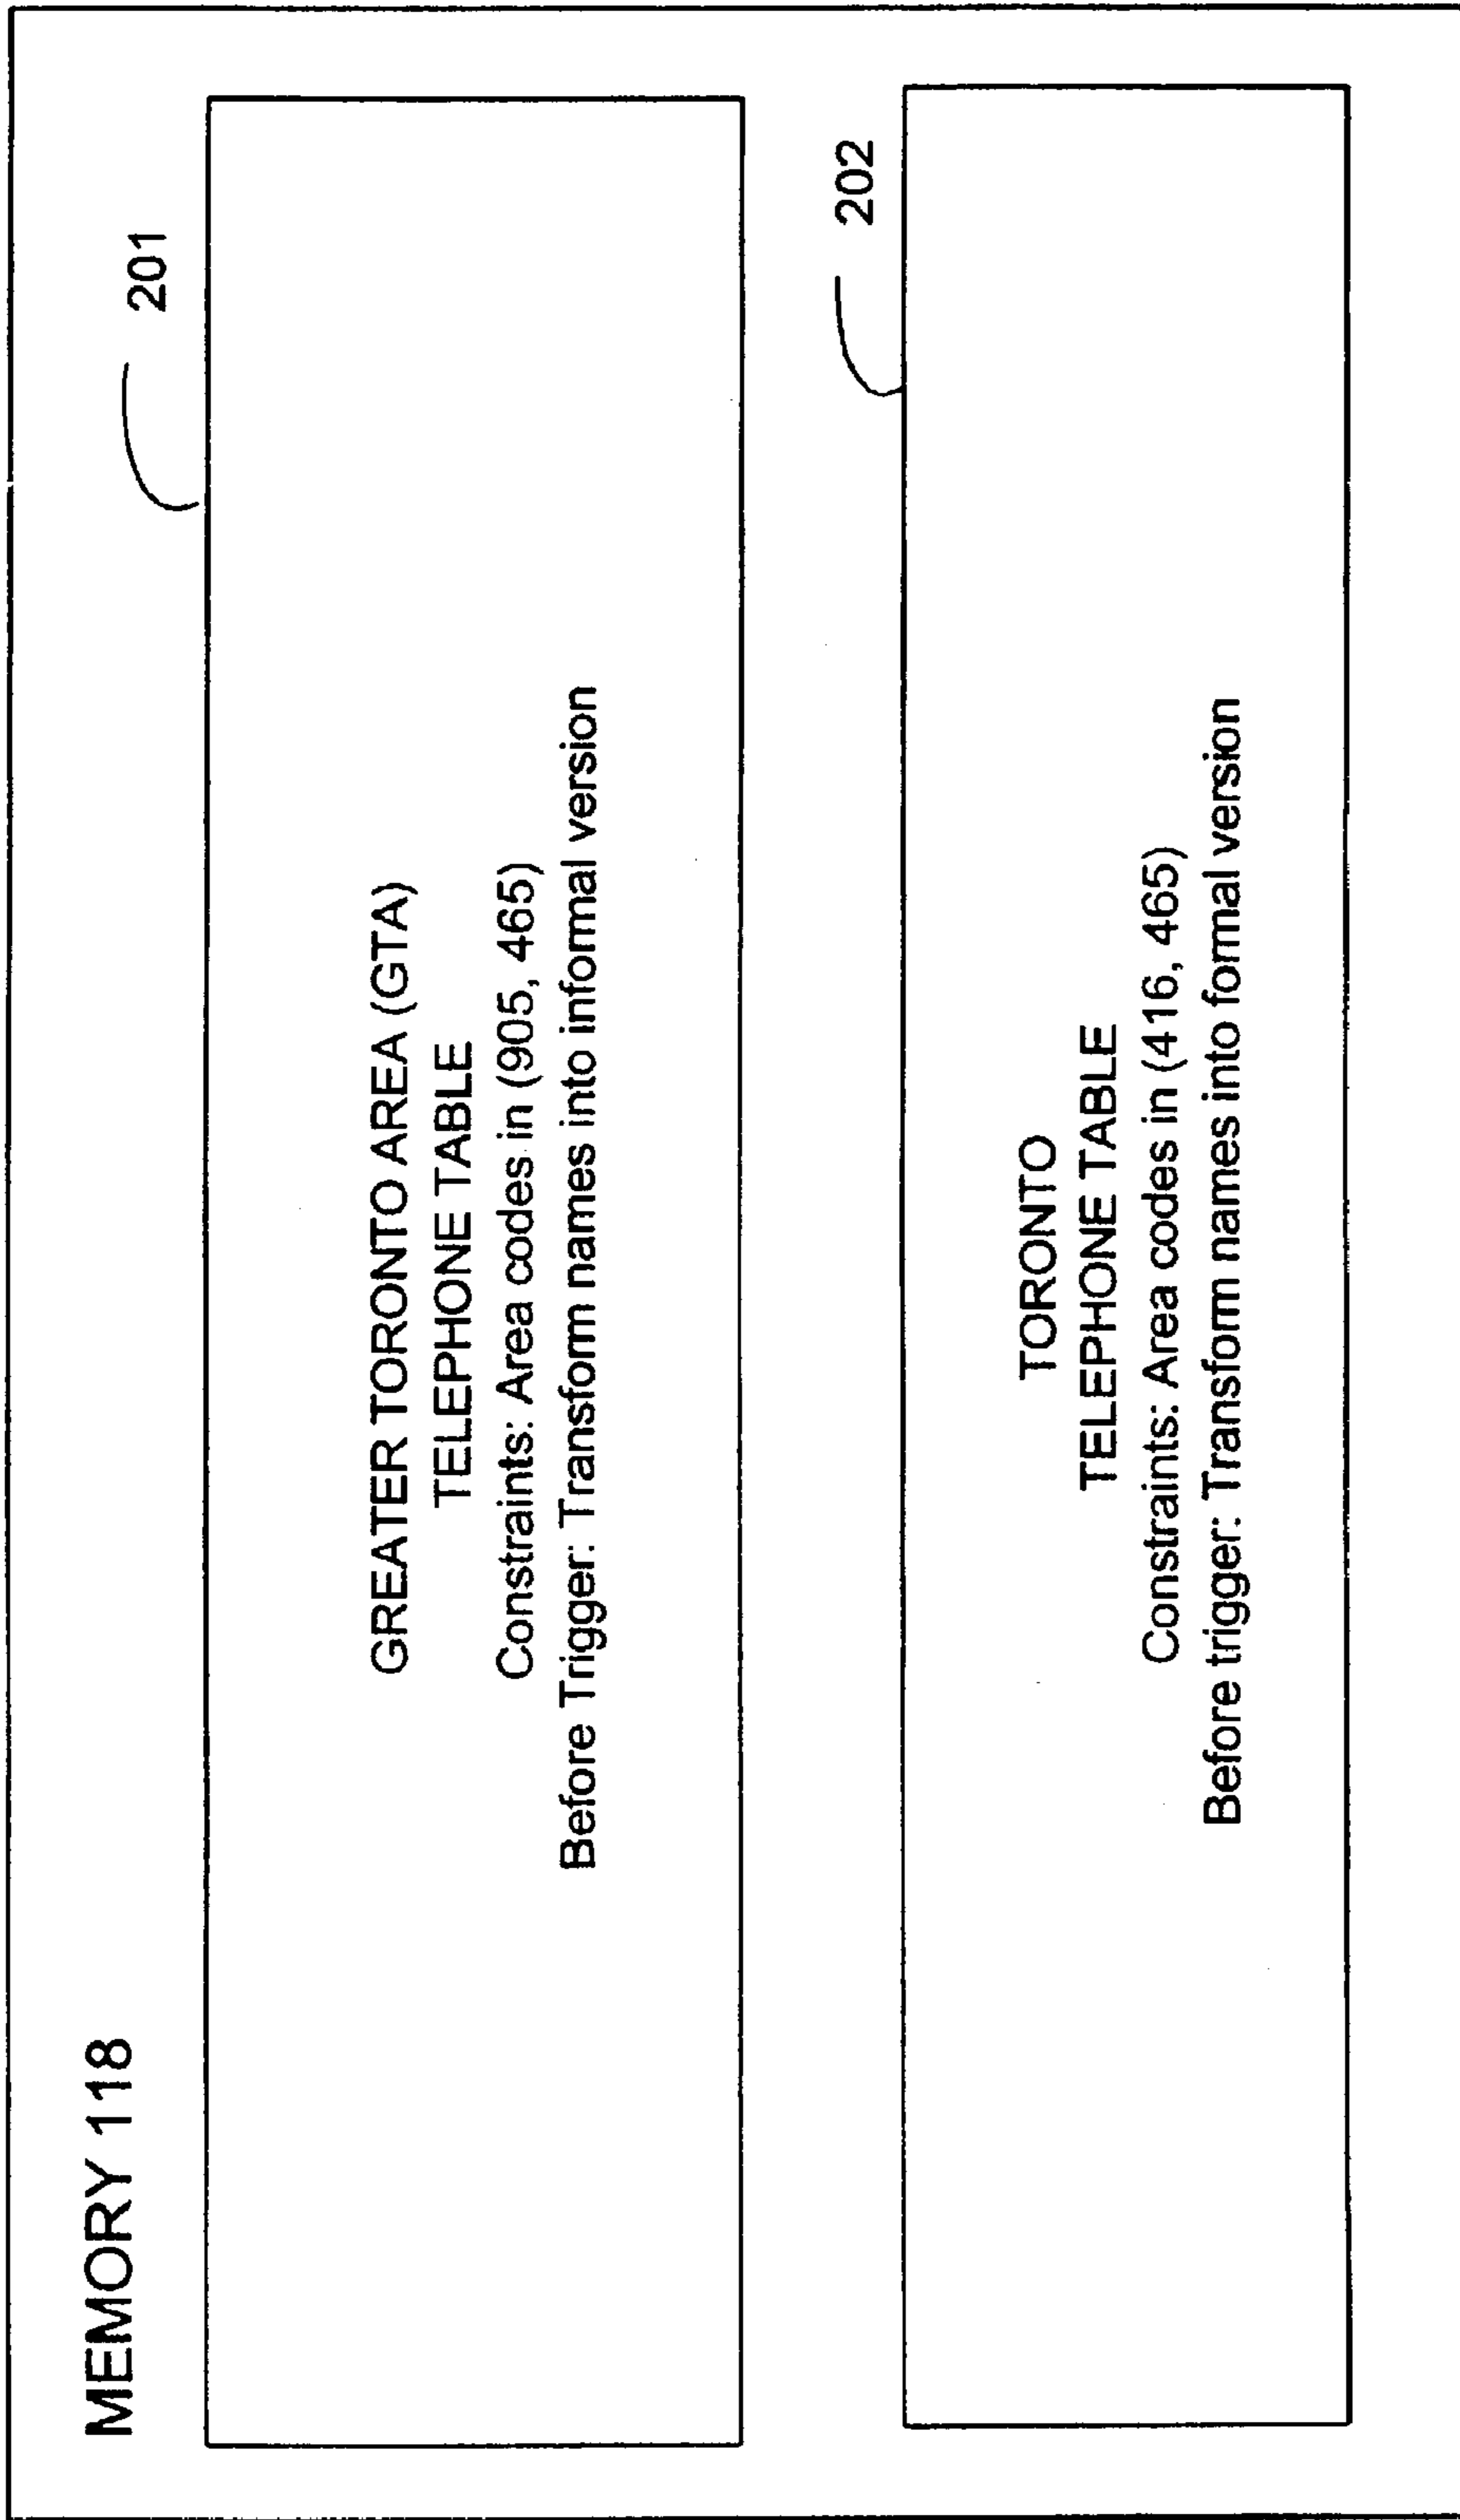 MEMORY 118
201
GREATER TORONTO AREA (GTA)
TELEPHONE TABLE
Constraints: Area codes in (905, 465)
Before Trigger: Transform names into informal version
202
TORONTO
TELEPHONE TABLE
Constraints: Area codes in (416, 465)
Before trigger: Transform names into formal version